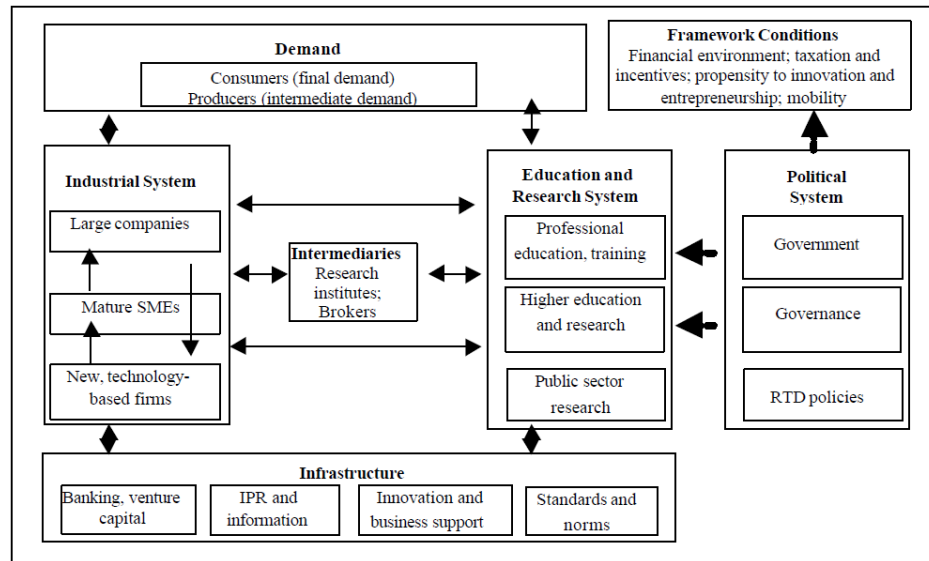 Demand
Consumers (final demand)
Producers (intermediate demand)
Framework Conditions
Financial environment; taxation and
incentives; propensity to innovation and
entrepreneurship; mobility
Industrial System
Large companies
Mature SMEs
New, technology-
based firms
Intermediaries
Research
institutes;
Brokers
Education and
Research System
Professional
education, training
Higher education
and research
Public sector
research
Political
System
Government
Governance
RTD policies
Infrastructure
Banking, venture
capital
IPR and
information
Innovation and
business support
Standards and
norms